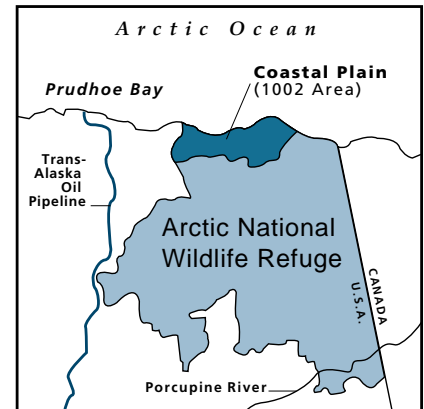 Arctic Ocean
Coastal Plain
(1002 Area)
Prudhoe Bay
Trans-
Alaska
Oil
Pipeline
Arctic National
Wildlife Refuge
CANADA
U.S.A.
Porcupine River